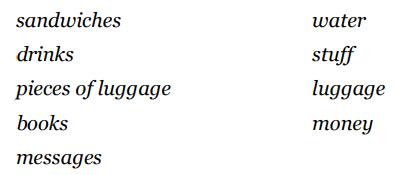 sandwiches water
drinks stuff
pieces of luggage luggage
books money
messages